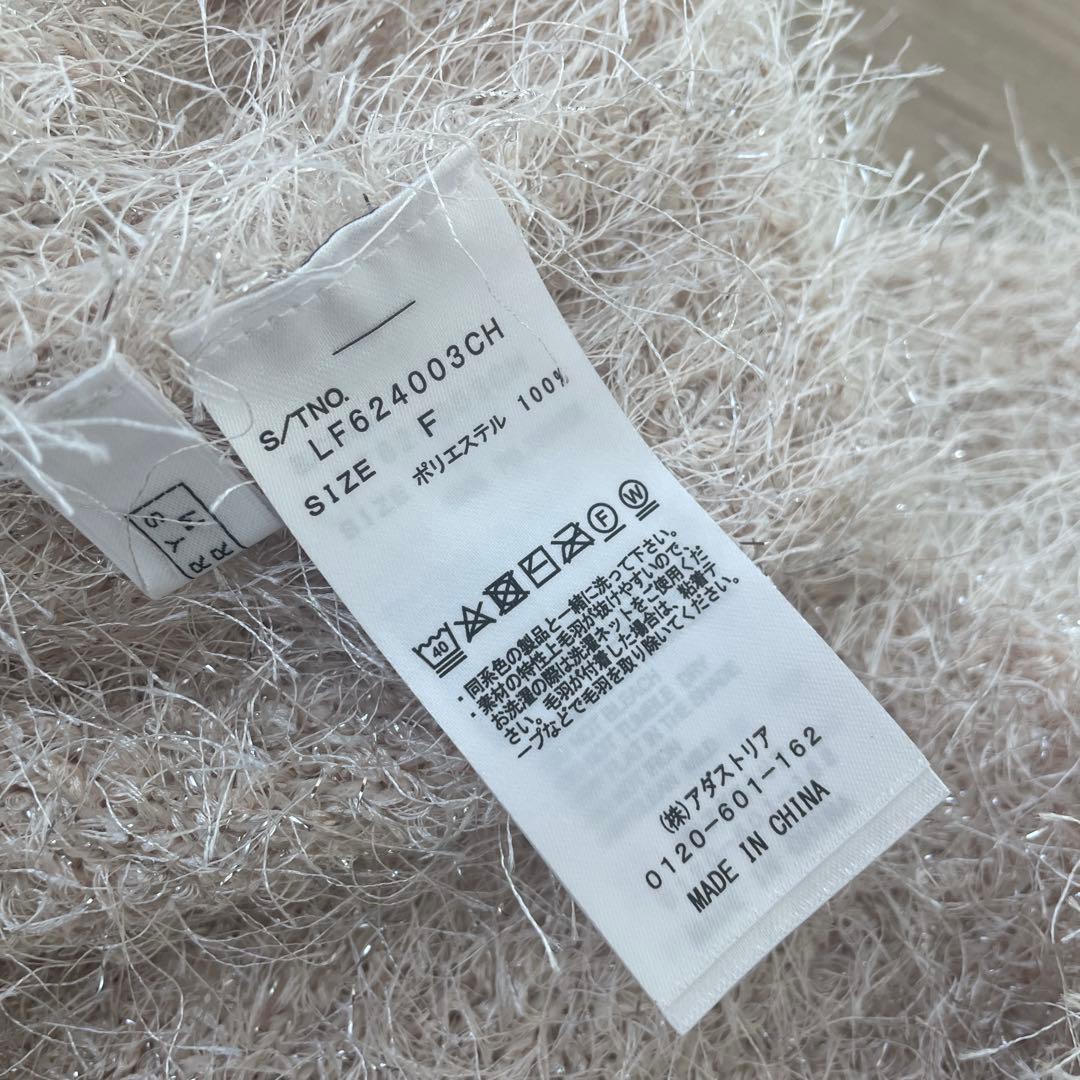 S/TNO.
LF624003CH
SIZE F
ポリエステル 100%
40
F
W
・同系色の製品と一緒に洗って下さい。
・素材の特性上毛羽が抜けやすいので、
お洗濯の際は洗濯ネットをご使用くだ
さい。毛羽が付着した場合は、粘着テ
ープなどで毛羽を取り除いてください。
(株)アダストリア
0120-601-162
MADE IN CHINA